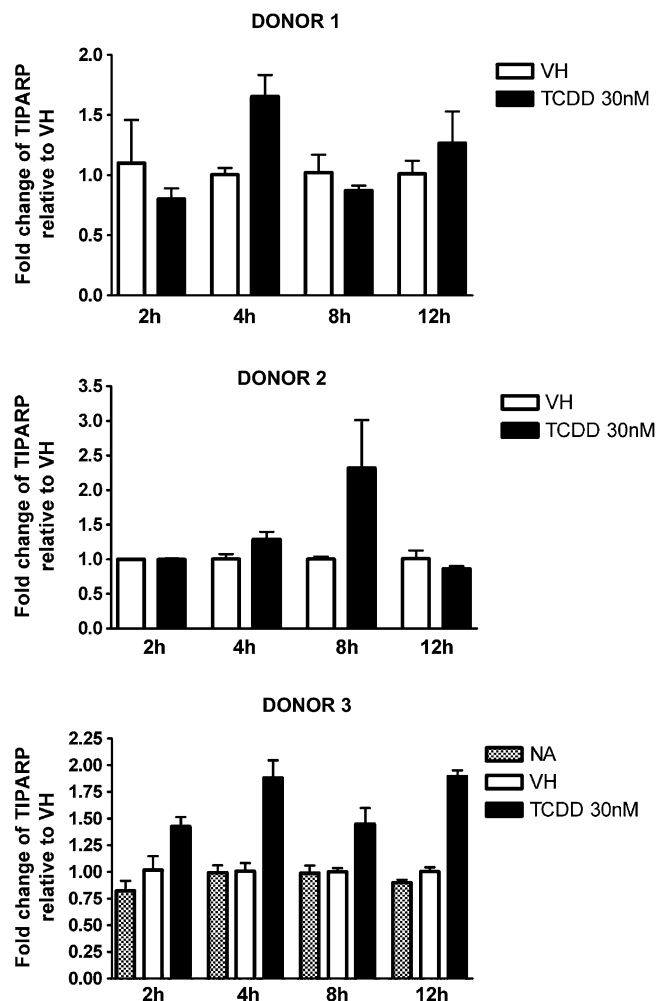 DONOR 1
Fold change of TIPARP
relative to VH
2.0
1.5
1.0
0.5
0.0
2h 4h 8h 12h
VH
TCDD 30nM
DONOR 2
Fold change of TIPARP
relative to VH
3.5
3.0
2.5
2.0
1.5
1.0
0.5
0.0
2h 4h 8h 12h
VH
TCDD 30nM
DONOR 3
Fold change of TIPARP
relative to VH
2.25
2.00
1.75
1.50
1.25
1.00
0.75
0.50
0.25
0.00
2h 4h 8h 12h
NA
VH
TCDD 30nM